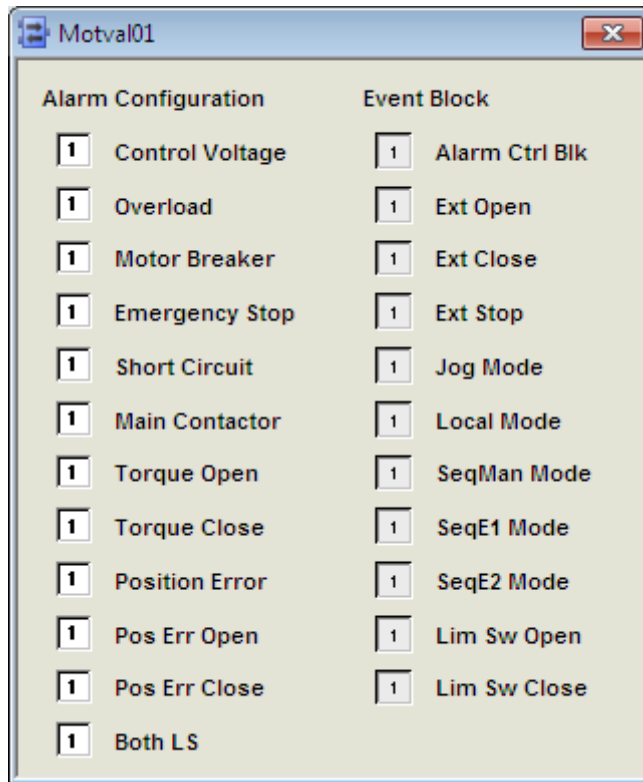 Motval01
Alarm Configuration Event Block
1 Control Voltage 1 Alarm Ctrl Blk
1 Overload 1 Ext Open
1 Motor Breaker 1 Ext Close
1 Emergency Stop 1 Ext Stop
1 Short Circuit 1 Jog Mode
1 Main Contactor 1 Local Mode
1 Torque Open 1 SeqMan Mode
1 Torque Close 1 SeqE1 Mode
1 Position Error 1 SeqE2 Mode
1 Pos Err Open 1 Lim Sw Open
1 Pos Err Close 1 Lim Sw Close
1 Both LS